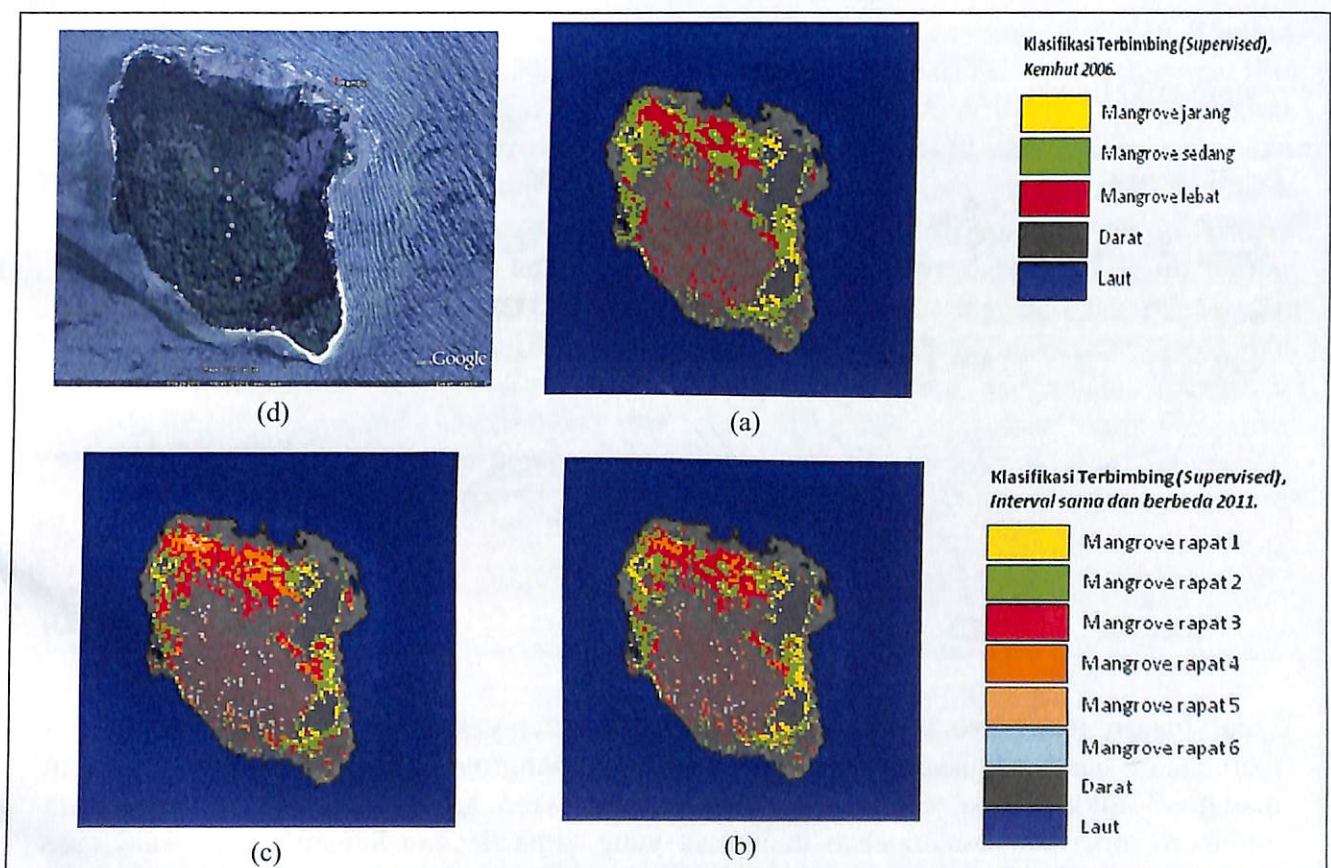 Google
(d)
(a)
Klasifikasi Terbimbing (Supervised),
Kemhut 2006.
Mangrove jarang
Mangrove sedang
Mangrove lebat
Darat
Laut
(c)
(b)
Klasifikasi Terbimbing (Supervised),
Interval sama dan berbeda 2011.
Mangrove rapat 1
Mangrove rapat 2
Mangrove rapat 3
Mangrove rapat 4
Mangrove rapat 5
Mangrove rapat 6
Darat
Laut